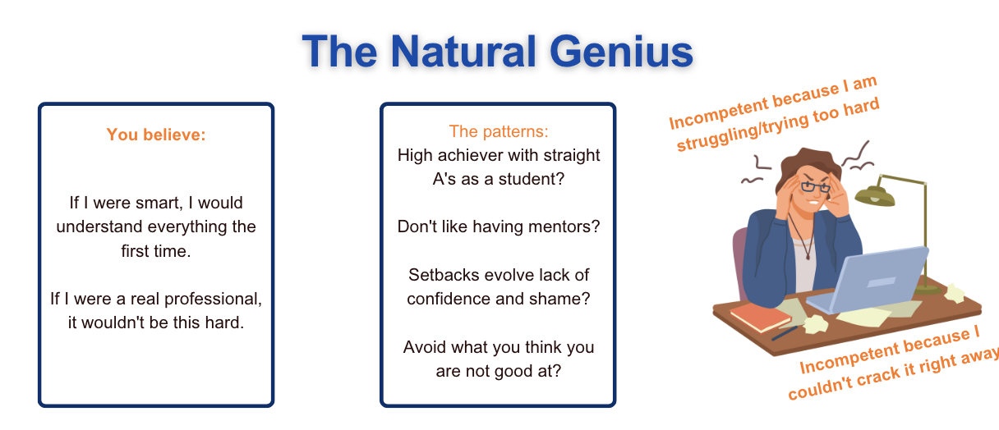 The Natural Genius
You believe:
If I were smart, I would
understand everything the
first time.
If I were a real professional,
it wouldn't be this hard.
The patterns:
High achiever with straight
A's as a student?
Don't like having mentors?
Setbacks evolve lack of
confidence and shame?
Avoid what you think you
are not good at?
Incompetent because I am
struggling/trying too hard
Incompetent because I
couldn't crack it right away